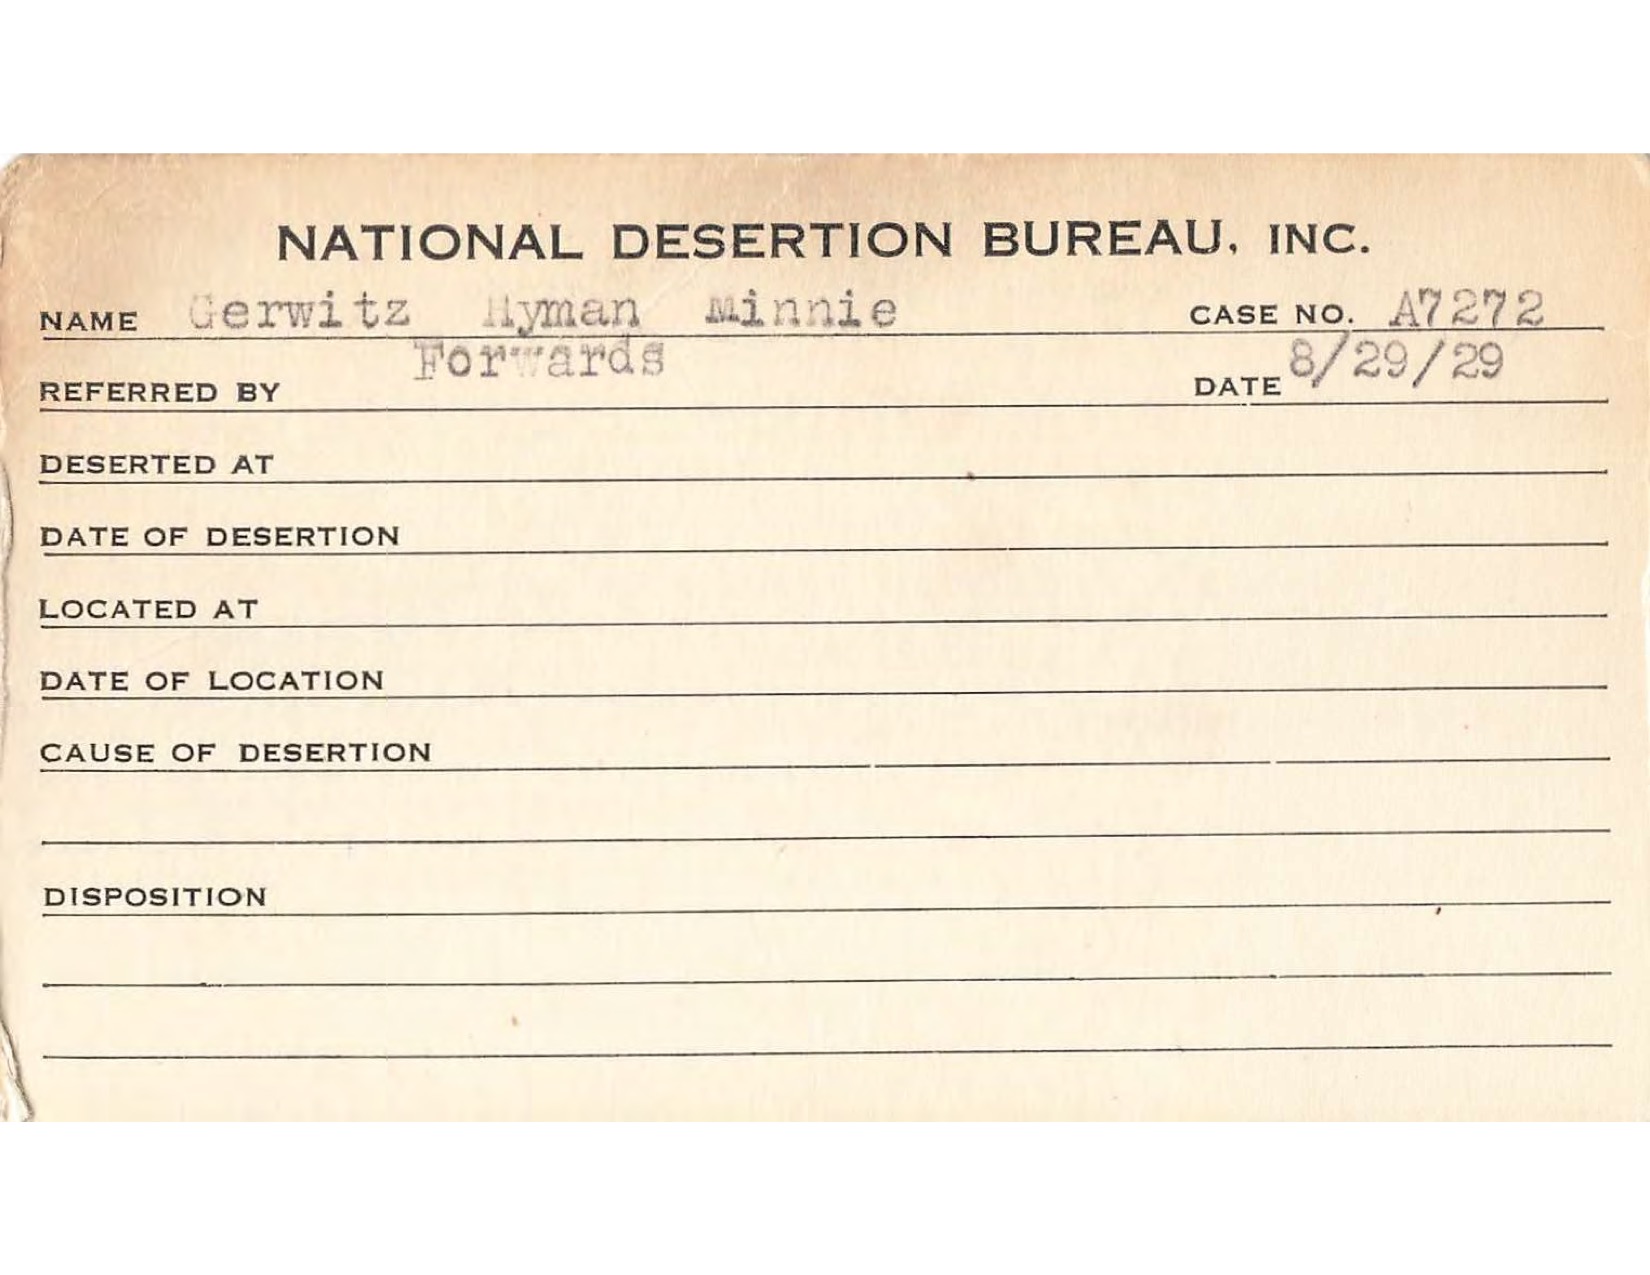 NATIONAL DESERTION BUREAU, INC.
NAME Gerwitz Hyman Minnie CASE NO. A7272
REFERRED BY Forwards DATE 8/29/29
DESERTED AT
DATE OF DESERTION
LOCATED AT
DATE OF LOCATION
CAUSE OF DESERTION
DISPOSITION